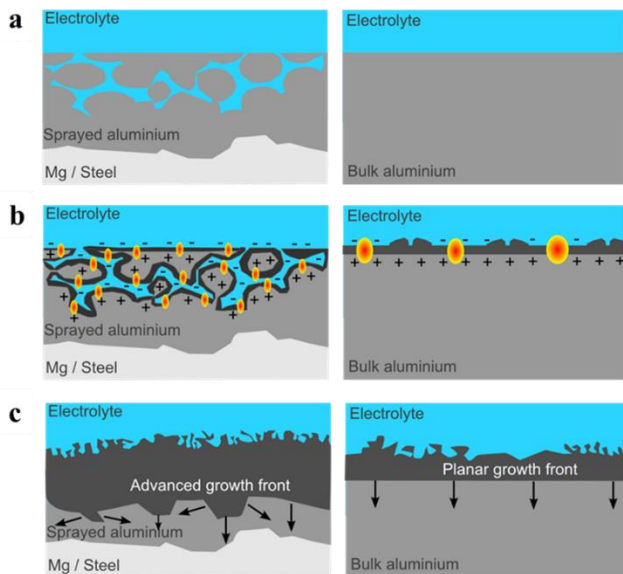 a
Electrolyte
Sprayed aluminium
Mg / Steel
Electrolyte
Bulk aluminium
b
Electrolyte
Sprayed aluminium
Mg / Steel
Electrolyte
Bulk aluminium
c
Electrolyte
Advanced growth front
Sprayed aluminium
Mg / Steel
Electrolyte
Planar growth front
Bulk aluminium